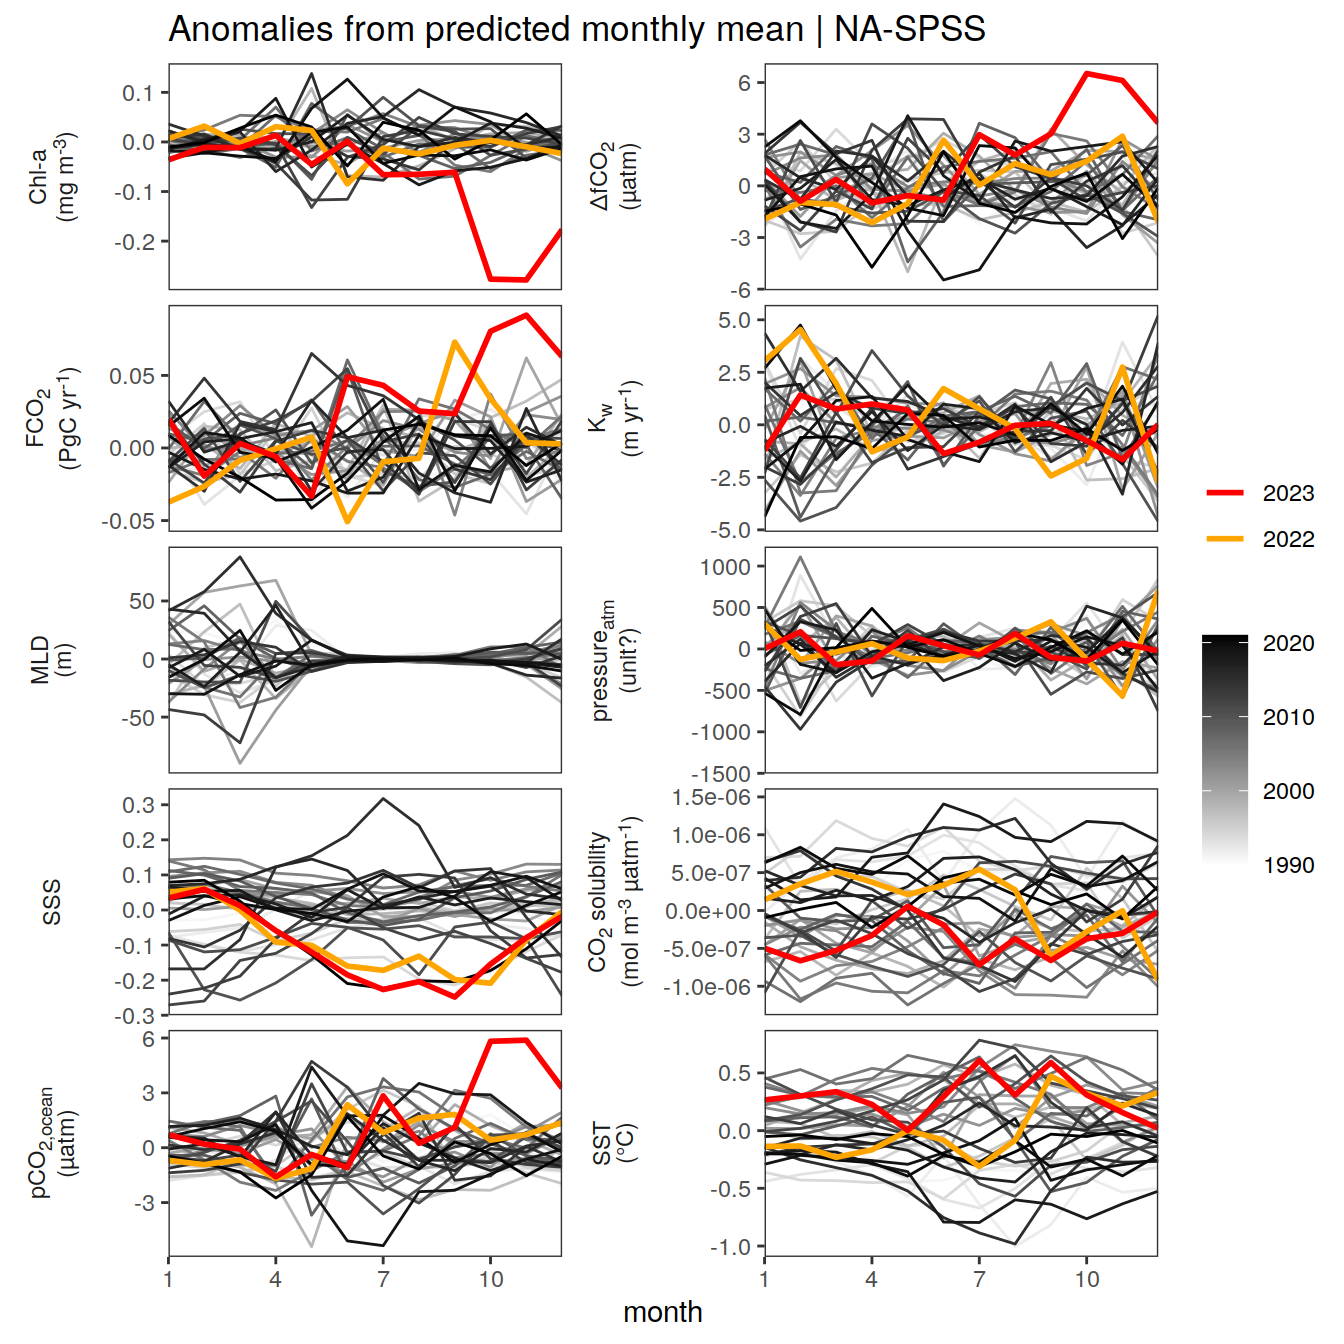 Anomalies from predicted monthly mean | NA-SPSS
Chl-a
(mg m⁻³)
0.1
0.0
-0.1
-0.2
ΔfCO₂
(µatm)
6
3
0
-3
-6
FCO₂
(PgC yr⁻¹)
0.05
0.00
-0.05
K_w
(m yr⁻¹)
5.0
2.5
0.0
-2.5
-5.0
MLD
(m)
50
0
-50
pressure_atm
(unit?)
1000
500
0
-500
-1000
-1500
SSS
0.3
0.2
0.1
0.0
-0.1
-0.2
-0.3
CO₂ solubility
(mol m⁻³ µatm⁻¹)
1.5e-06
1.0e-06
5.0e-07
0.0e+00
-5.0e-07
-1.0e-06
pCO₂,ocean
(µatm)
6
3
0
-3
SST
(°C)
0.5
0.0
-0.5
-1.0
1 4 7 10
1 4 7 10
month
2023
2022
2020
2010
2000
1990